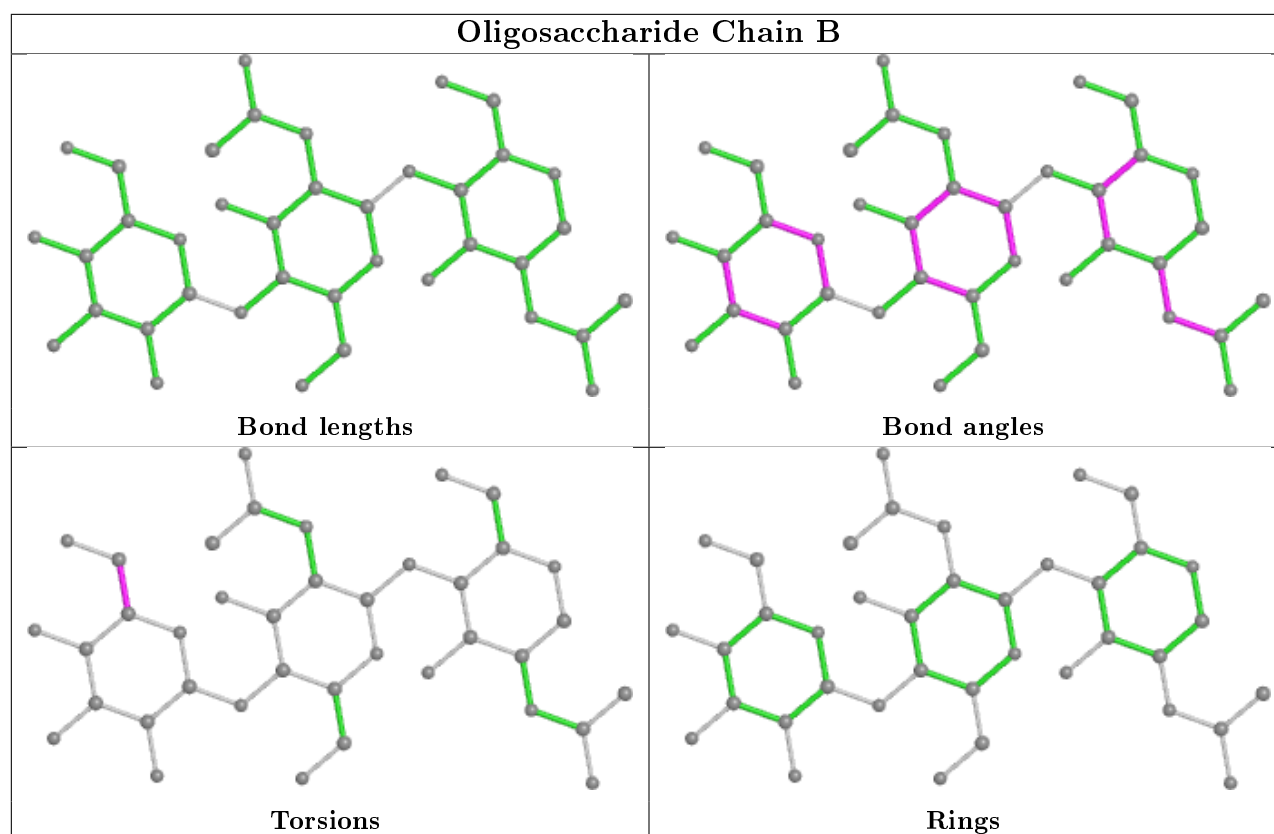 Oligosaccharide Chain B
Bond lengths
Bond angles
Torsions
Rings